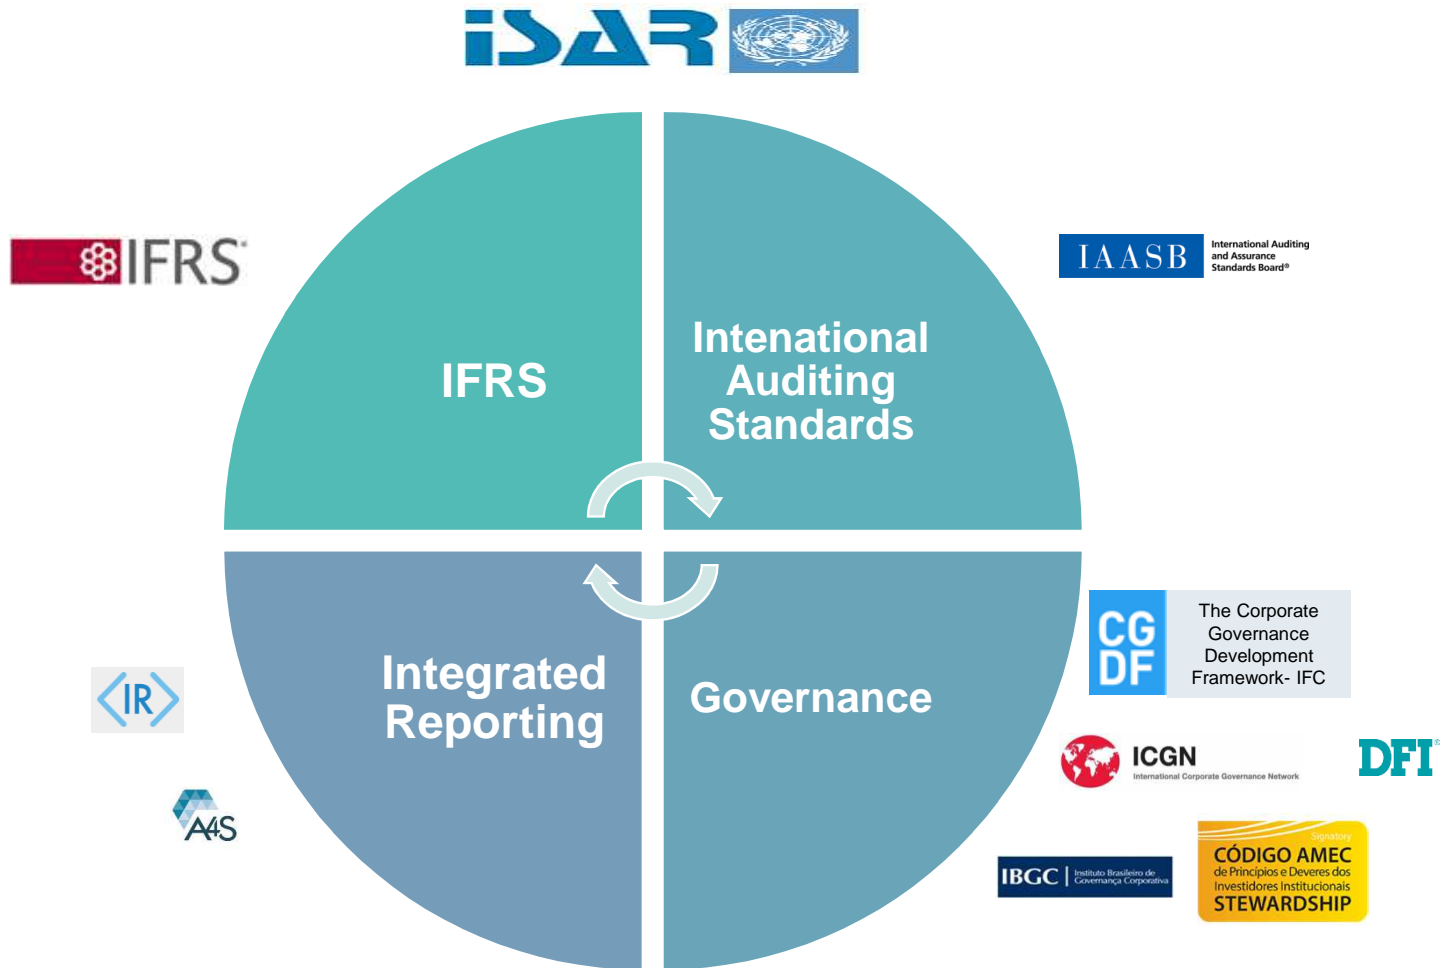 iSAR
IFRS
IAASB
International Auditing
and Assurance
Standards Board®
IFRS
Intenational
Auditing
Standards
Integrated
Reporting
Governance
CG
DF
The Corporate
Governance
Development
Framework- IFC
<IR>
ICGN
International Corporate Governance Network
DFI®
A4S
IBGC
Instituto Brasileiro de
Governança Corporativa
Signatory
CÓDIGO AMEC
de Princípios e Deveres dos
Investidores Institucionais
STEWARDSHIP